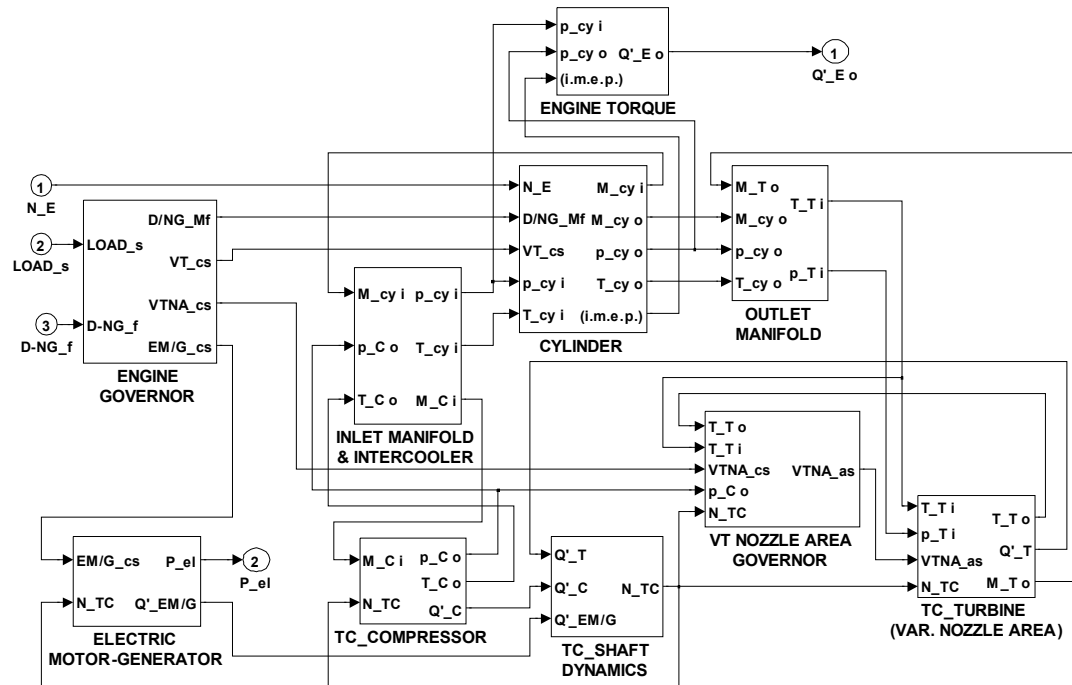 p_cy i
p_cy o
Q'_E o
(i.m.e.p.)
ENGINE TORQUE
1
Q'_E o
1
N_E
2
LOAD_s
3
D-NG_f
LOAD_s
D-NG_f
D/NG_Mf
VT_cs
VTNA_cs
EM/G_cs
ENGINE
GOVERNOR
M_cy i
p_cy i
p_C o
T_cy i
T_C o
M_C i
INLET MANIFOLD
& INTERCOOLER
N_E
D/NG_Mf
VT_cs
p_cy i
T_cy i
M_cy i
M_cy o
p_cy o
T_cy o
(i.m.e.p.)
CYLINDER
M_T o
M_cy o
p_cy o
T_cy o
T_T i
p_T i
OUTLET
MANIFOLD
T_T o
T_T i
VTNA_cs
p_C o
N_TC
VTNA_as
VT NOZZLE AREA
GOVERNOR
T_T i
p_T i
VTNA_as
N_TC
T_T o
Q'_T
M_T o
TC_TURBINE
(VAR. NOZZLE AREA)
EM/G_cs
N_TC
P_el
Q'_EM/G
ELECTRIC
MOTOR-GENERATOR
2
P_el
M_C i
N_TC
p_C o
T_C o
Q'_C
TC_COMPRESSOR
Q'_T
Q'_C
Q'_EM/G
N_TC
TC_SHAFT
DYNAMICS